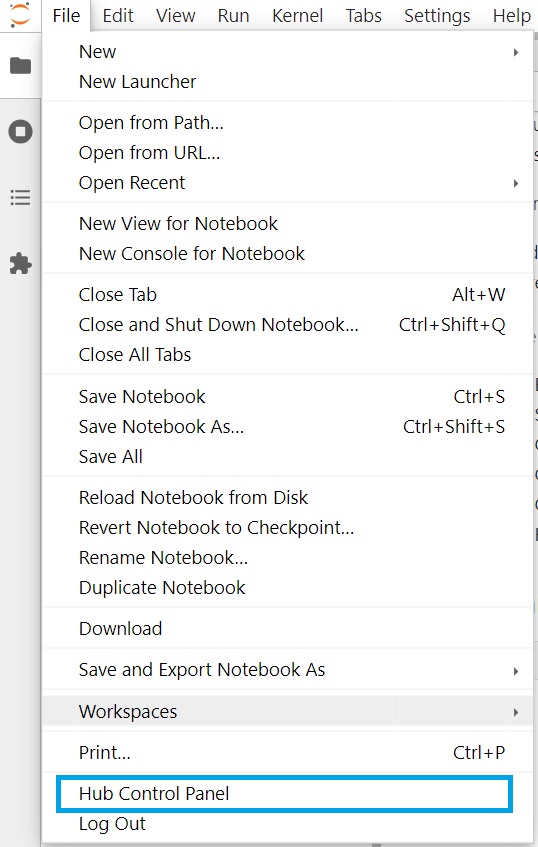 File Edit View Run Kernel Tabs Settings Help
New
New Launcher
Open from Path...
Open from URL...
Open Recent
New View for Notebook
New Console for Notebook
Close Tab Alt+W
Close and Shut Down Notebook... Ctrl+Shift+Q
Close All Tabs
Save Notebook Ctrl+S
Save Notebook As... Ctrl+Shift+S
Save All
Reload Notebook from Disk
Revert Notebook to Checkpoint...
Rename Notebook...
Duplicate Notebook
Download
Save and Export Notebook As
Workspaces
Print... Ctrl+P
Hub Control Panel
Log Out